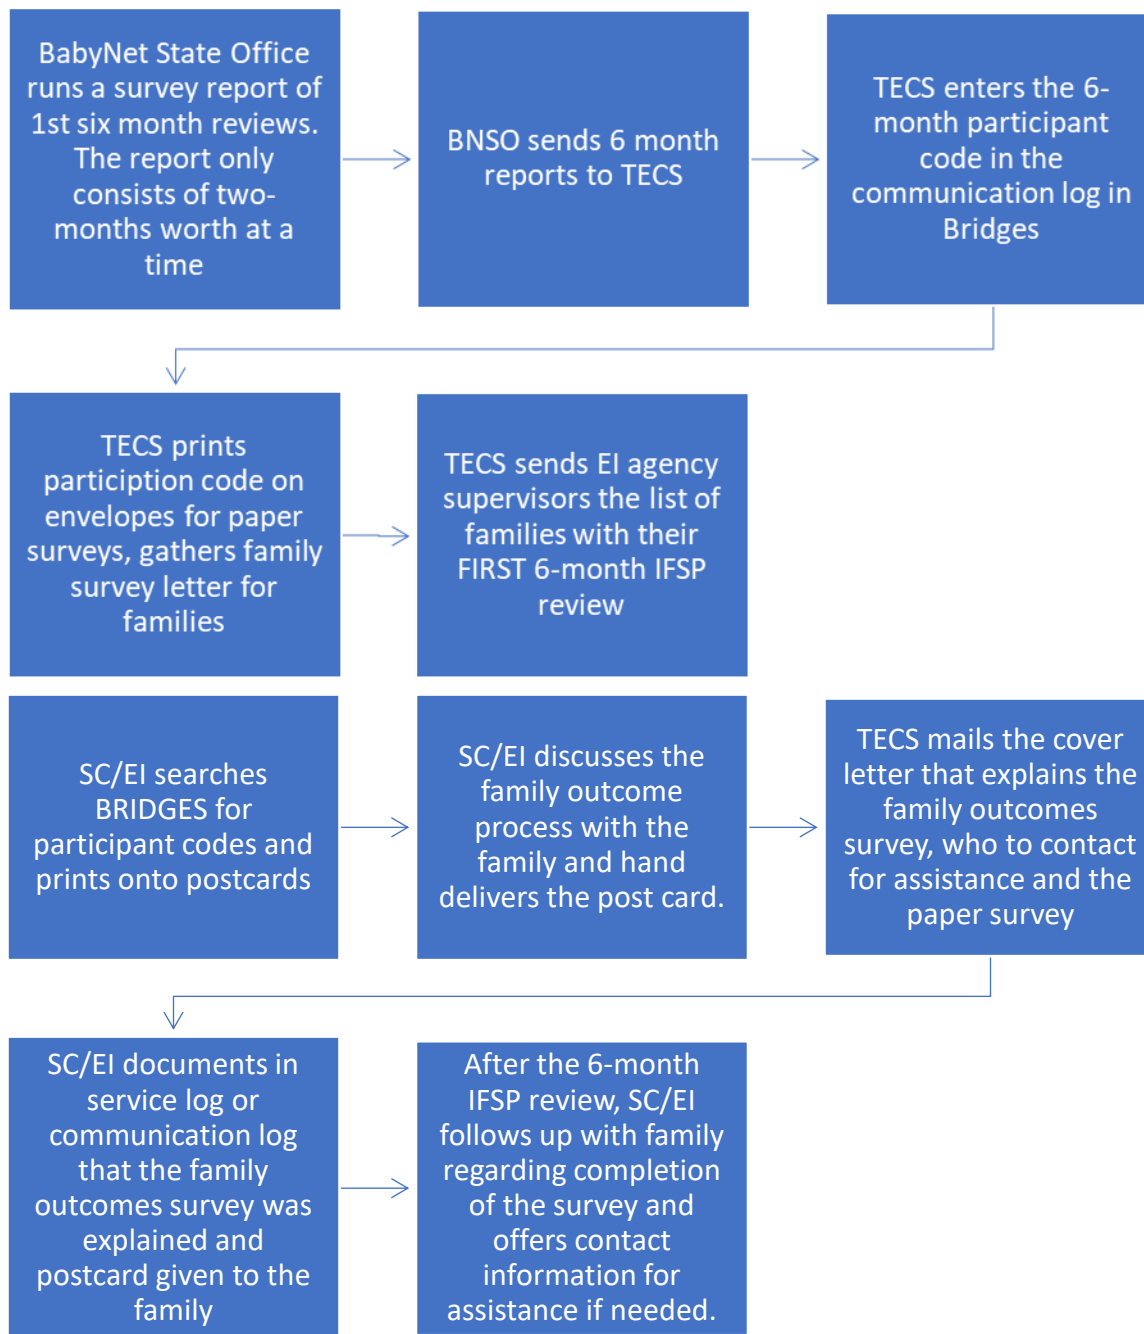 BabyNet State Office
runs a survey report of
1st six month reviews.
The report only
consists of two-
months worth at a
time
BNSO sends 6 month
reports to TECS
TECS enters the 6-
month participant
code in the
communication log in
Bridges
TECS prints
particiption code on
envelopes for paper
surveys, gathers family
survey letter for
families
TECS sends EI agency
supervisors the list of
families with their
FIRST 6-month IFSP
review
SC/EI searches
BRIDGES for
participant codes and
prints onto postcards
SC/EI discusses the
family outcome
process with the
family and hand
delivers the post card.
TECS mails the cover
letter that explains the
family outcomes
survey, who to contact
for assistance and the
paper survey
SC/EI documents in
service log or
communication log
that the family
outcomes survey was
explained and
postcard given to the
family
After the 6-month
IFSP review, SC/EI
follows up with family
regarding completion
of the survey and
offers contact
information for
assistance if needed.